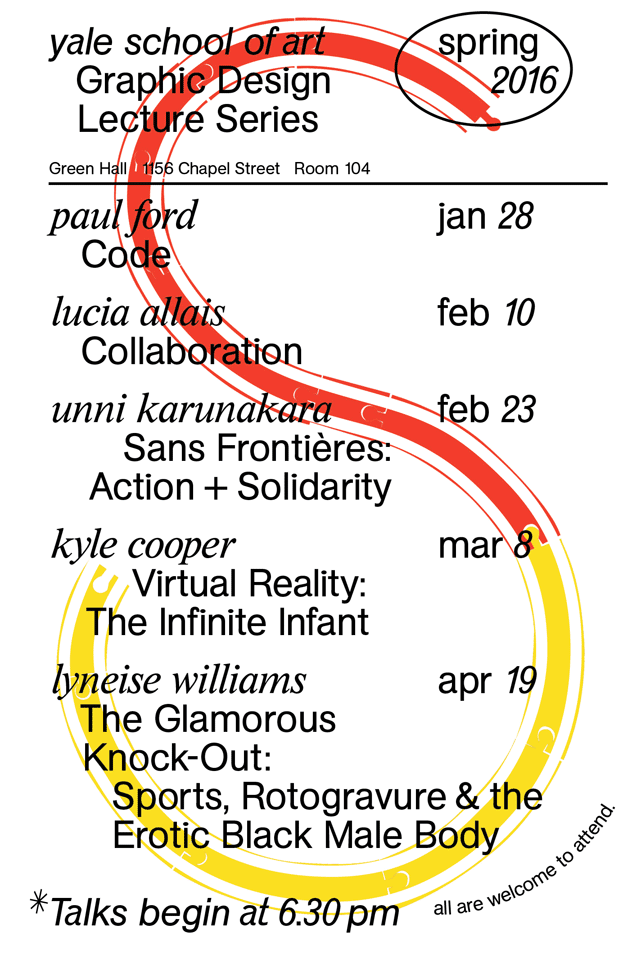 yale school of art
Graphic Design
Lecture Series
spring
2016
Green Hall 1156 Chapel Street Room 104
paul ford jan 28
Code
lucia allais feb 10
Collaboration
unni karunakara feb 23
Sans Frontières:
Action + Solidarity
kyle cooper mar 8
Virtual Reality:
The Infinite Infant
lyneise williams apr 19
The Glamorous
Knock-Out:
Sports, Rotogravure & the
Erotic Black Male Body
*Talks begin at 6.30 pm
all are welcome to attend.